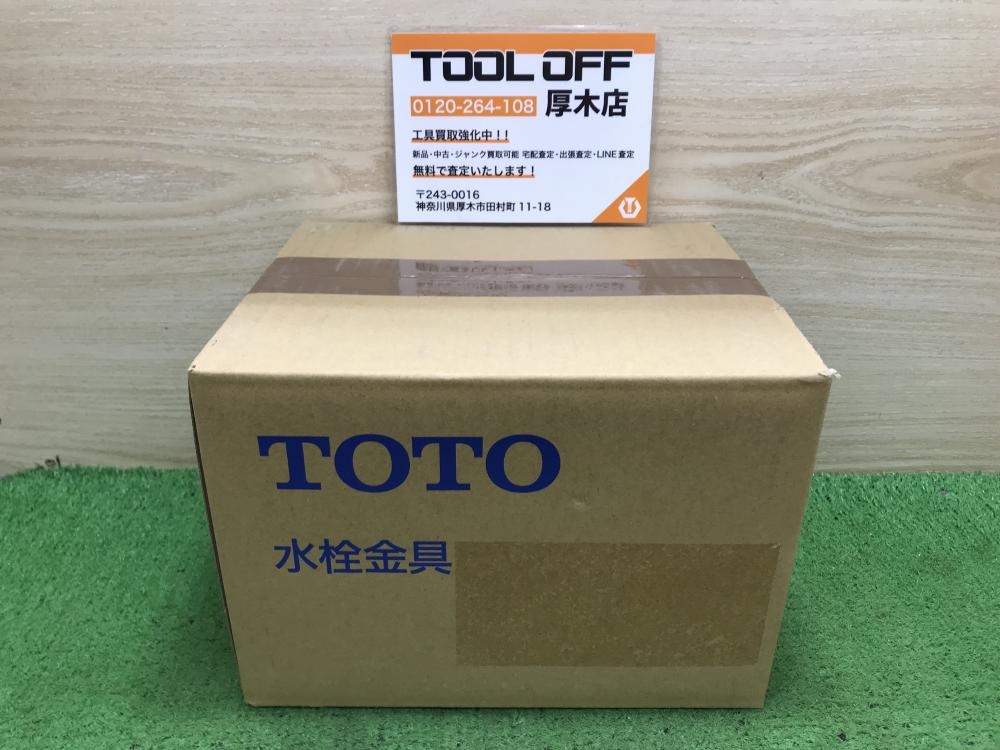 TOOL OFF
0120-264-108 厚木店
工具買取強化中!!
新品・中古・ジャンク買取可能 宅配査定・出張査定・LINE査定
無料で査定いたします!
〒243-0016
神奈川県厚木市田村町 11-18
TOTO
水栓金具